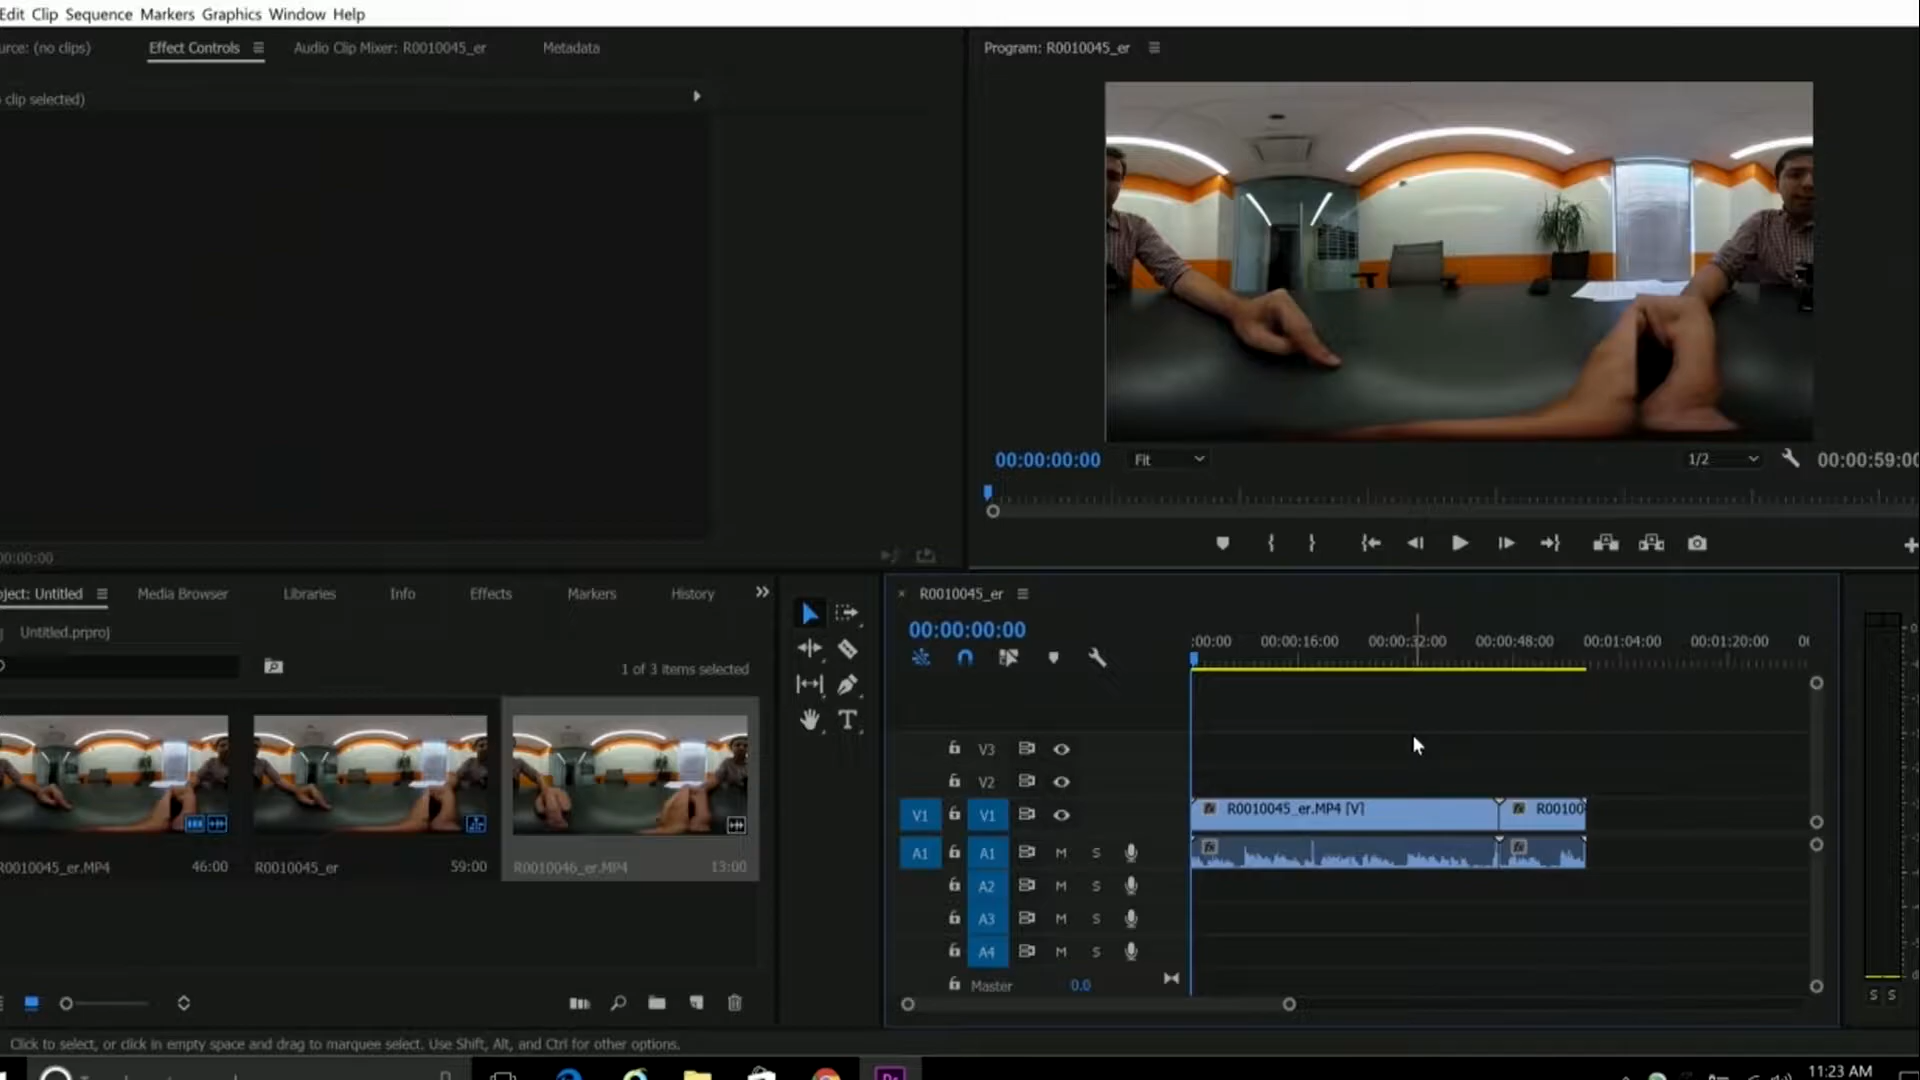 Edit Clip Sequence Markers Graphics Window Help
urce: (no clips) Effect Controls Audio Clip Mixer: R0010045_er Metadata
clip selected)
Program: R0010045_er
00:00:00:00 Fit 1/2 00:00:59:00
00:00:00
oject: Untitled Media Browser Libraries Info Effects Markers History
Untitled.prproj
1 of 3 items selected
R0010045_er.MP4 46:00
R0010045_er 59:00
R0010046_er.MP4 13:00
R0010045_er
00:00:00:00
:00:00 00:00:16:00 00:00:32:00 00:00:48:00 00:01:04:00 00:01:20:00 00
V3
V2
V1 V1 R0010045_er.MP4 [V] R00100
A1 A1 M S
A2 M S
A3 M S
A4 M S
Master 0.0
S S
Click to select, or click in empty space and drag to marquee select. Use Shift, Alt, and Ctrl for other options.
11:23 AM